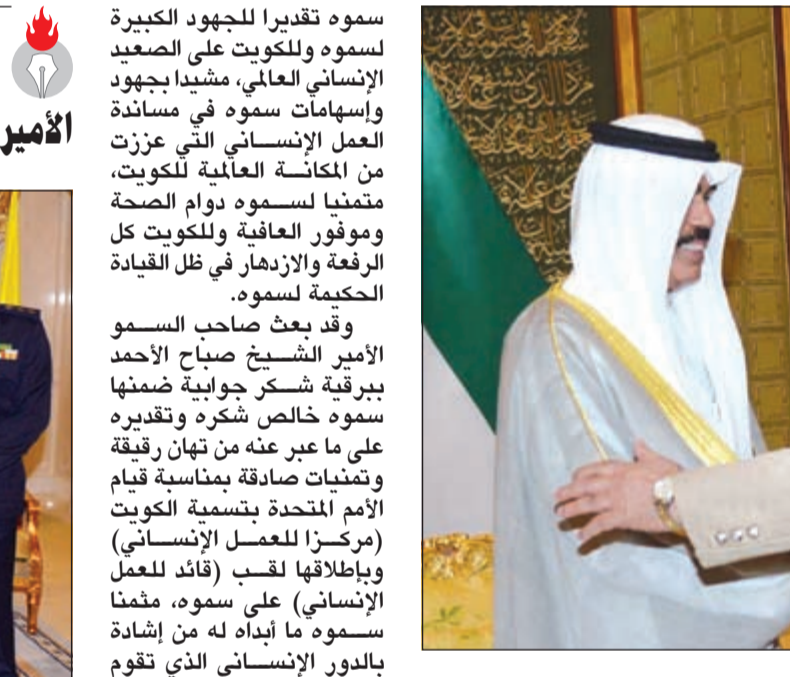 سموه تقديرا للجهود الكبيرة
لسموه وللكويت على الصعيد
الإنساني العالمي، مشيدا بجهود
وإسهامات سموه في مساندة
العمل الإنساني التي عززت
من المكانة العالمية للكويت،
متمنيا لسموه دوام الصحة
وموفور العافية وللكويت كل
الرفعة والازدهار في ظل القيادة
الحكيمة لسموه.
وقد بعث صاحب السمو
الأمير الشيخ صباح الأحمد
ببرقية شكر جوابية ضمنها
سموه خالص شكره وتقديره
على ما عبر عنه من تهان رقيقة
وتمنيات صادقة بمناسبة قيام
الأمم المتحدة بتسمية الكويت
(مركزا للعمل الإنساني)
وبإطلاقها لقب (قائد للعمل
الإنساني) على سموه، مثمنا
سموه ما أبداه له من إشادة
بالدور الإنساني الذي تقوم
الأمير